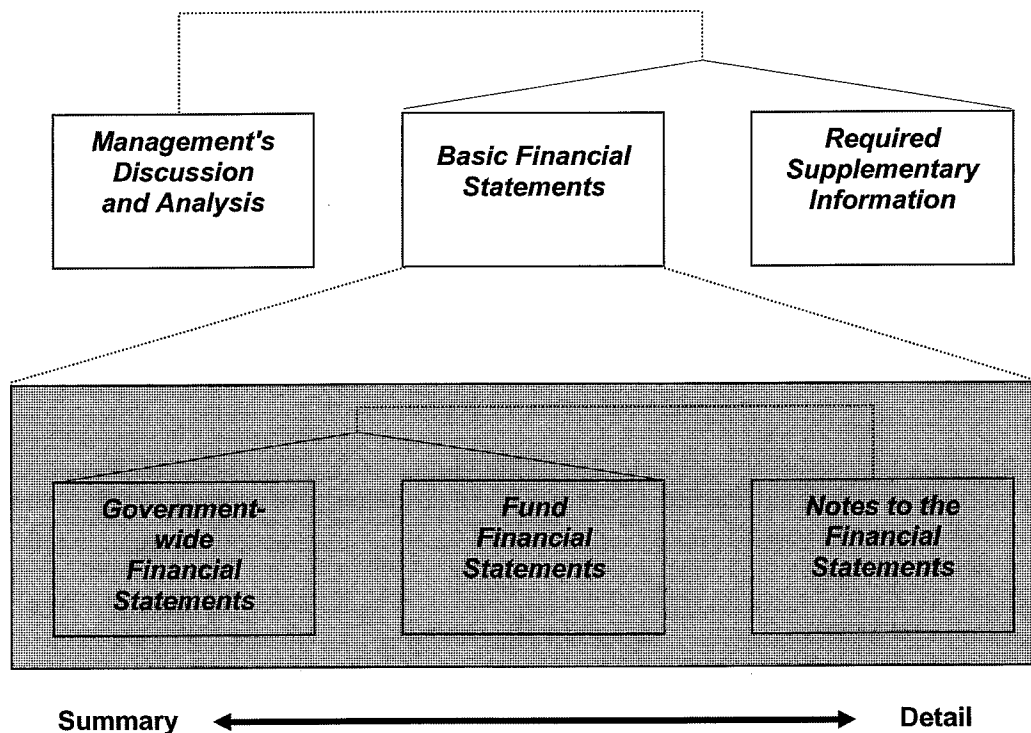 Management's
Discussion
and Analysis
Basic Financial
Statements
Required
Supplementary
Information
Government-
wide
Financial
Statements
Fund
Financial
Statements
Notes to the
Financial
Statements
Summary
Detail